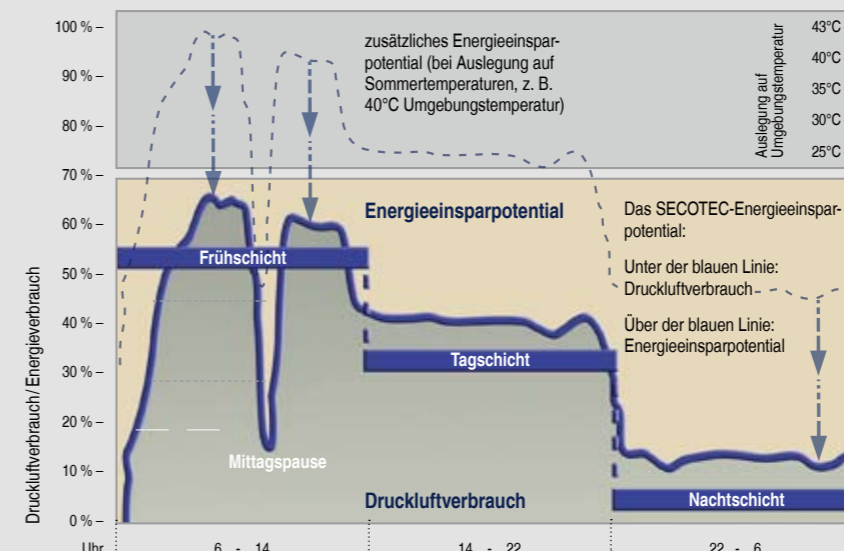 100 % –
90 % –
80 % –
70 % –
60 % –
50 % –
40 % –
30 % –
20 % –
10 % –
0 % –
Druckluftverbrauch/Energieverbrauch
zusätzliches Energieeinspar-
potential (bei Auslegung auf
Sommertemperaturen, z. B.
40°C Umgebungstemperatur)
Auslegung auf
Umgebungstemperatur
43°C
40°C
35°C
30°C
25°C
Energieeinsparpotential
Das SECOTEC-Energieeinspar-
potential:
Unter der blauen Linie:
Druckluftverbrauch
Über der blauen Linie:
Energieeinsparpotential
Frühschicht
Tagschicht
Mittagspause
Druckluftverbrauch
Nachtschicht
Uhr 6 - 14 14 - 22 22 - 6